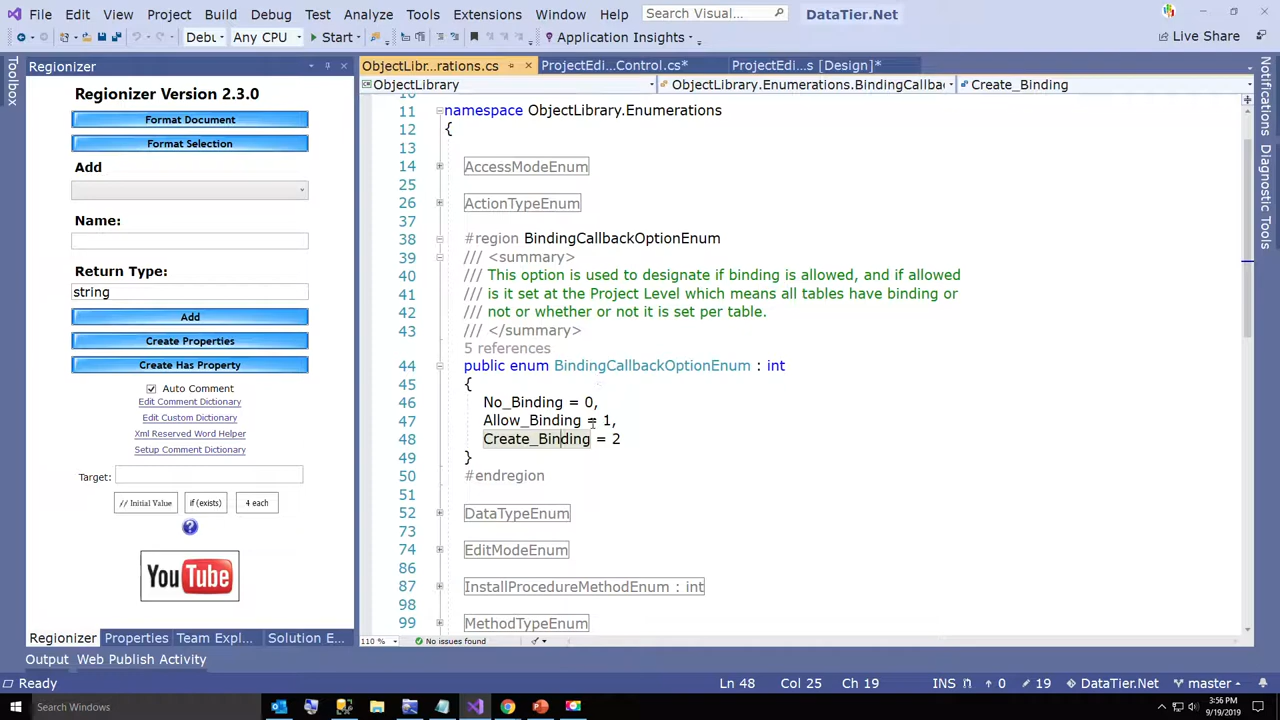 File Edit View Project Build Debug Test Analyze Tools Extensions Window Help Search Visual... DataTier.Net
Debu Any CPU Start Application Insights Live Share
Toolbox
Regionizer
Regionizer Version 2.3.0
Format Document
Format Selection
Add
Name:
Return Type:
string
Add
Create Properties
Create Has Property
Auto Comment
Edit Comment Dictionary
Edit Custom Dictionary
Xml Reserved Word Helper
Setup Comment Dictionary
Target:
// Initial Value if (exists) 4 each
?
YouTube
Regionizer Properties Team Expl... Solution E...
ObjectLibr...rations.cs ProjectEdi...Control.cs* ProjectEdi...s [Design]*
ObjectLibrary ObjectLibrary.Enumerations.BindingCallba Create_Binding
10
11 namespace ObjectLibrary.Enumerations
12 {
13
14 AccessModeEnum
25
26 ActionTypeEnum
37
38 #region BindingCallbackOptionEnum
39 /// <summary>
40 /// This option is used to designate if binding is allowed, and if allowed
41 /// is it set at the Project Level which means all tables have binding or
42 /// not or whether or not it is set per table.
43 /// </summary>
5 references
44 public enum BindingCallbackOptionEnum : int
45 {
46 No_Binding = 0,
47 Allow_Binding = 1,
48 Create_Binding = 2
49 }
50 #endregion
51
52 DataTypeEnum
73
74 EditModeEnum
86
87 InstallProcedureMethodEnum : int
98
99 MethodTypeEnum
110 % No issues found
Notifications
Diagnostic Tools
Output Web Publish Activity
Ready Ln 48 Col 25 Ch 19 INS 0 19 DataTier.Net master
Search Windows
3:56 PM
9/19/2019